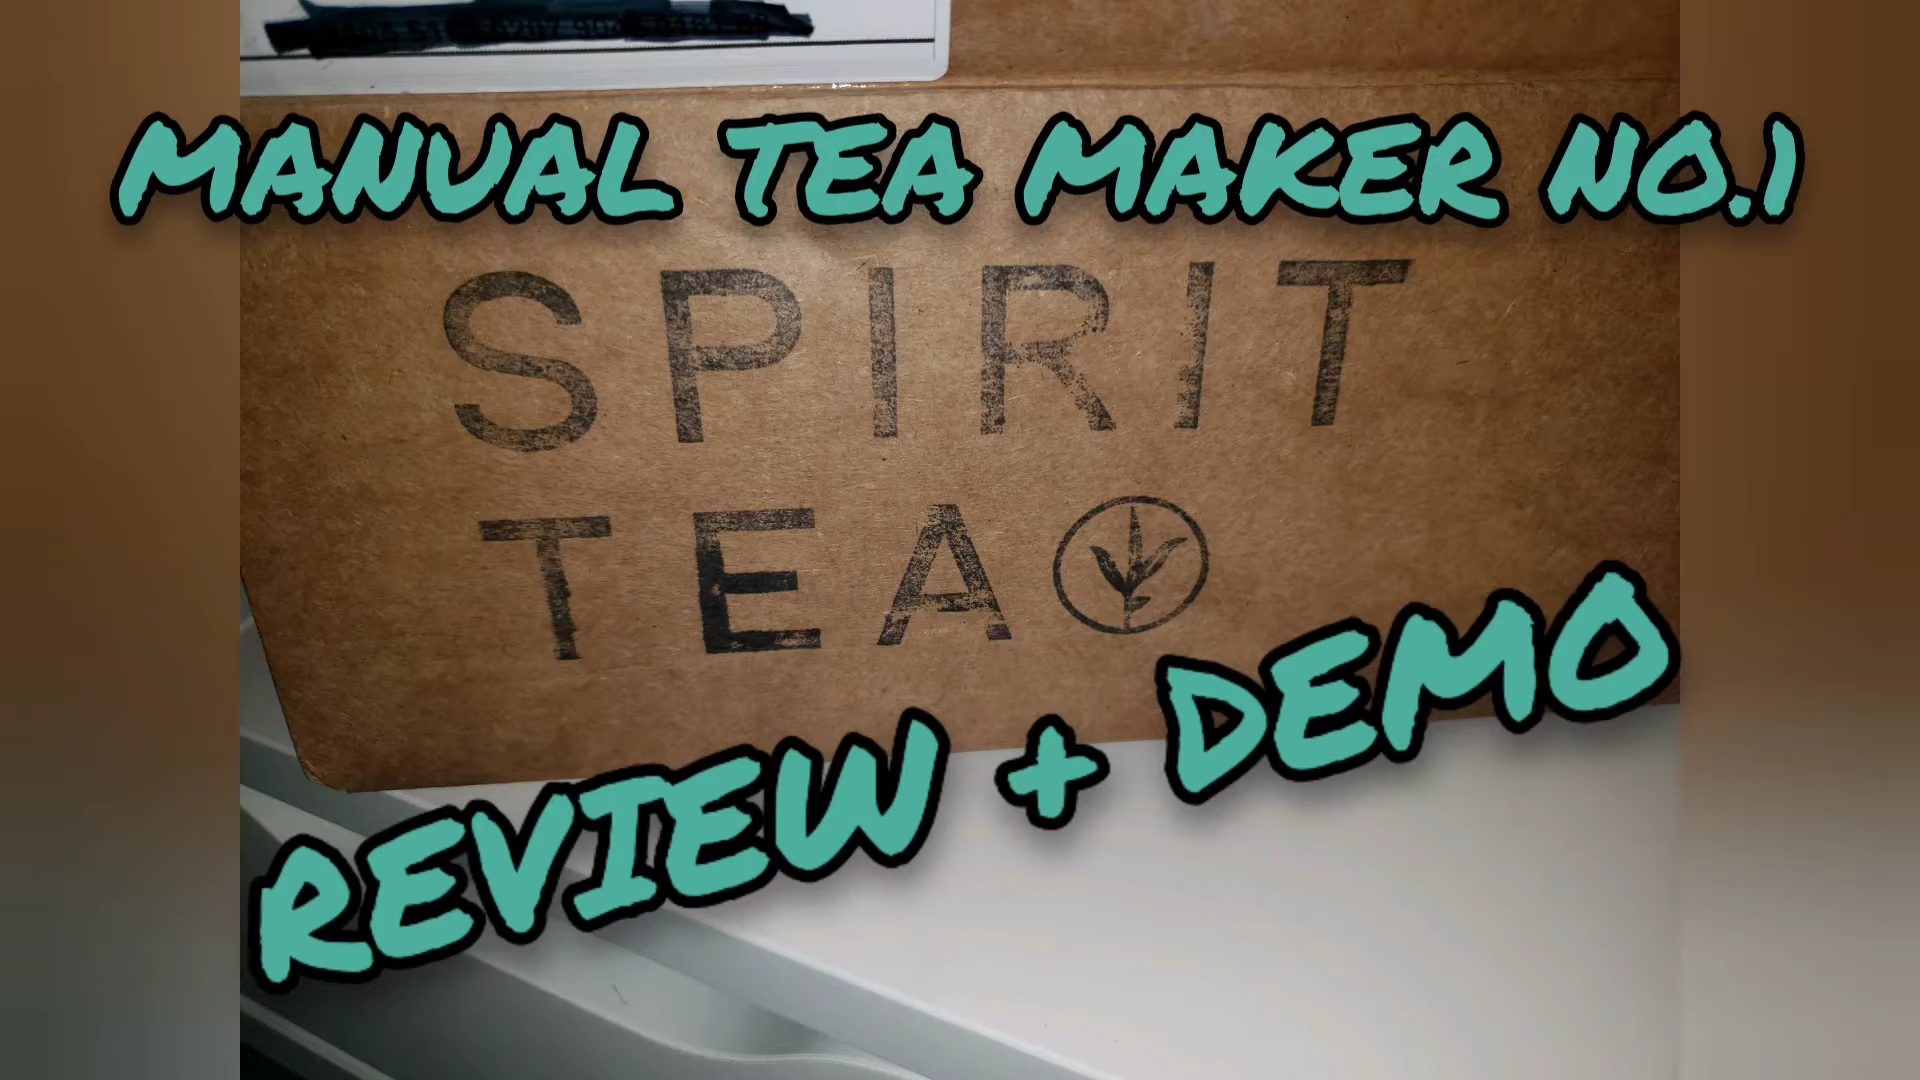 MANUAL TEA MAKER NO.1
SPIRIT
TEA
REVIEW + DEMO